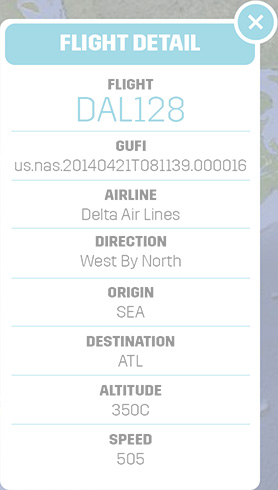 FLIGHT DETAIL
FLIGHT
DAL128
GUFI
us.nas.20140421T081139.000016
AIRLINE
Delta Air Lines
DIRECTION
West By North
ORIGIN
SEA
DESTINATION
ATL
ALTITUDE
350C
SPEED
505